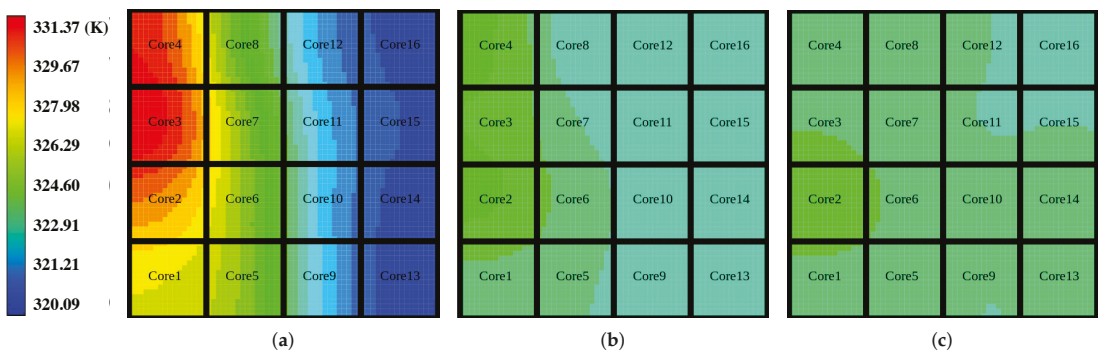 331.37 (K)
329.67
327.98
326.29
324.60
322.91
321.21
320.09
Core4 Core8 Core12 Core16
Core3 Core7 Core11 Core15
Core2 Core6 Core10 Core14
Core1 Core5 Core9 Core13
(a)
Core4 Core8 Core12 Core16
Core3 Core7 Core11 Core15
Core2 Core6 Core10 Core14
Core1 Core5 Core9 Core13
(b)
Core4 Core8 Core12 Core16
Core3 Core7 Core11 Core15
Core2 Core6 Core10 Core14
Core1 Core5 Core9 Core13
(c)